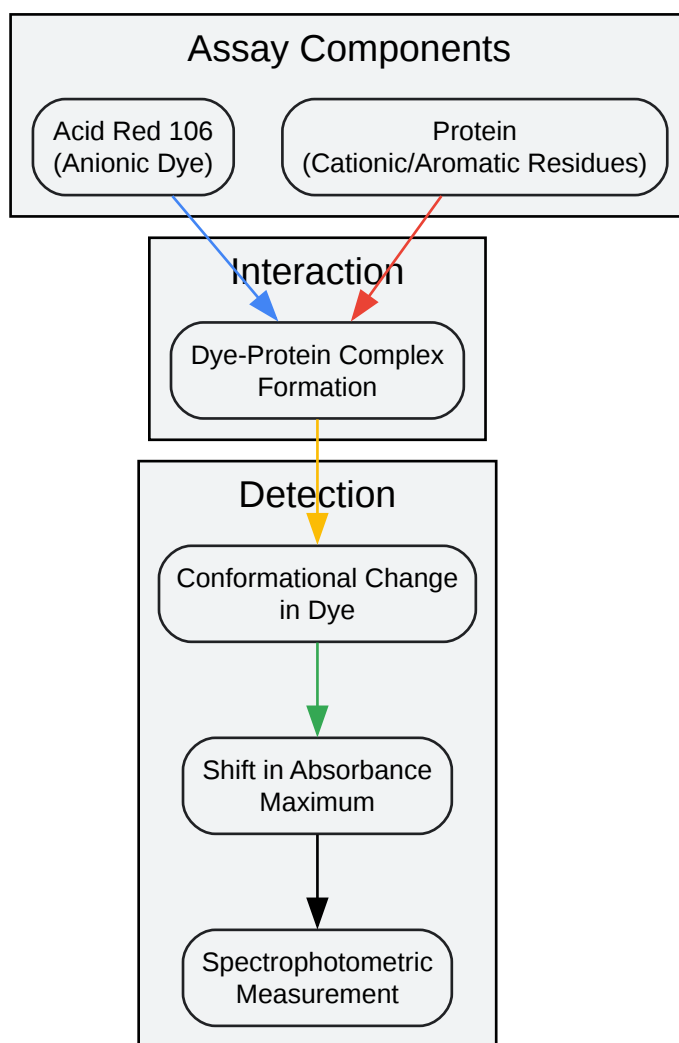 Assay Components
Acid Red 106
(Anionic Dye)
Protein
(Cationic/Aromatic Residues)
Interaction
Dye-Protein Complex
Formation
Detection
Conformational Change
in Dye
Shift in Absorbance
Maximum
Spectrophotometric
Measurement